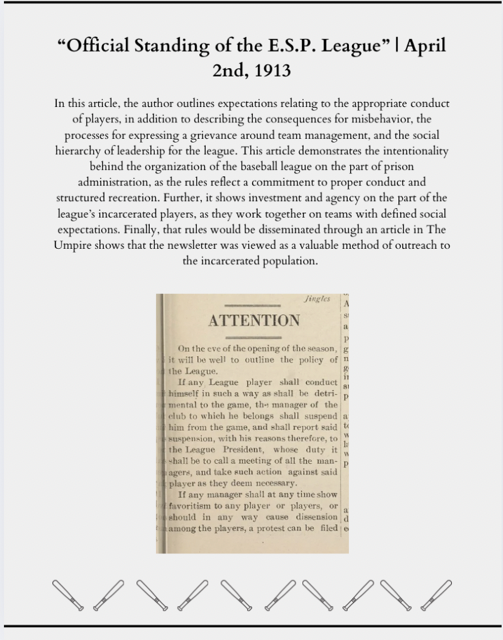 “Official Standing of the E.S.P. League” | April
2nd, 1913
In this article, the author outlines expectations relating to the appropriate conduct
of players, in addition to describing the consequences for misbehavior, the
processes for expressing a grievance around team management, and the social
hierarchy of leadership for the league. This article demonstrates the intentionality
behind the organization of the baseball league on the part of prison
administration, as the rules reflect a commitment to proper conduct and
structured recreation. Further, it shows investment and agency on the part of the
league’s incarcerated players, as they work together on teams with defined social
expectations. Finally, that rules would be disseminated through an article in The
Umpire shows that the newsletter was viewed as a valuable method of outreach to
the incarcerated population.
Jingles
ATTENTION
On the eve of the opening of the season,
it will be well to outline the policy of
the League.
If any League player shall conduct
himself in such a way as shall be detri-
mental to the game, the manager of the
club to which he belongs shall suspend
him from the game, and shall report said
suspension, with his reasons therefore, to
the League President, whose duty it
shall be to call a meeting of all the man-
agers, and take such action against said
player as they deem necessary.
If any manager shall at any time show
favoritism to any player or players, or
should in any way cause dissension
among the players, a protest can be filed